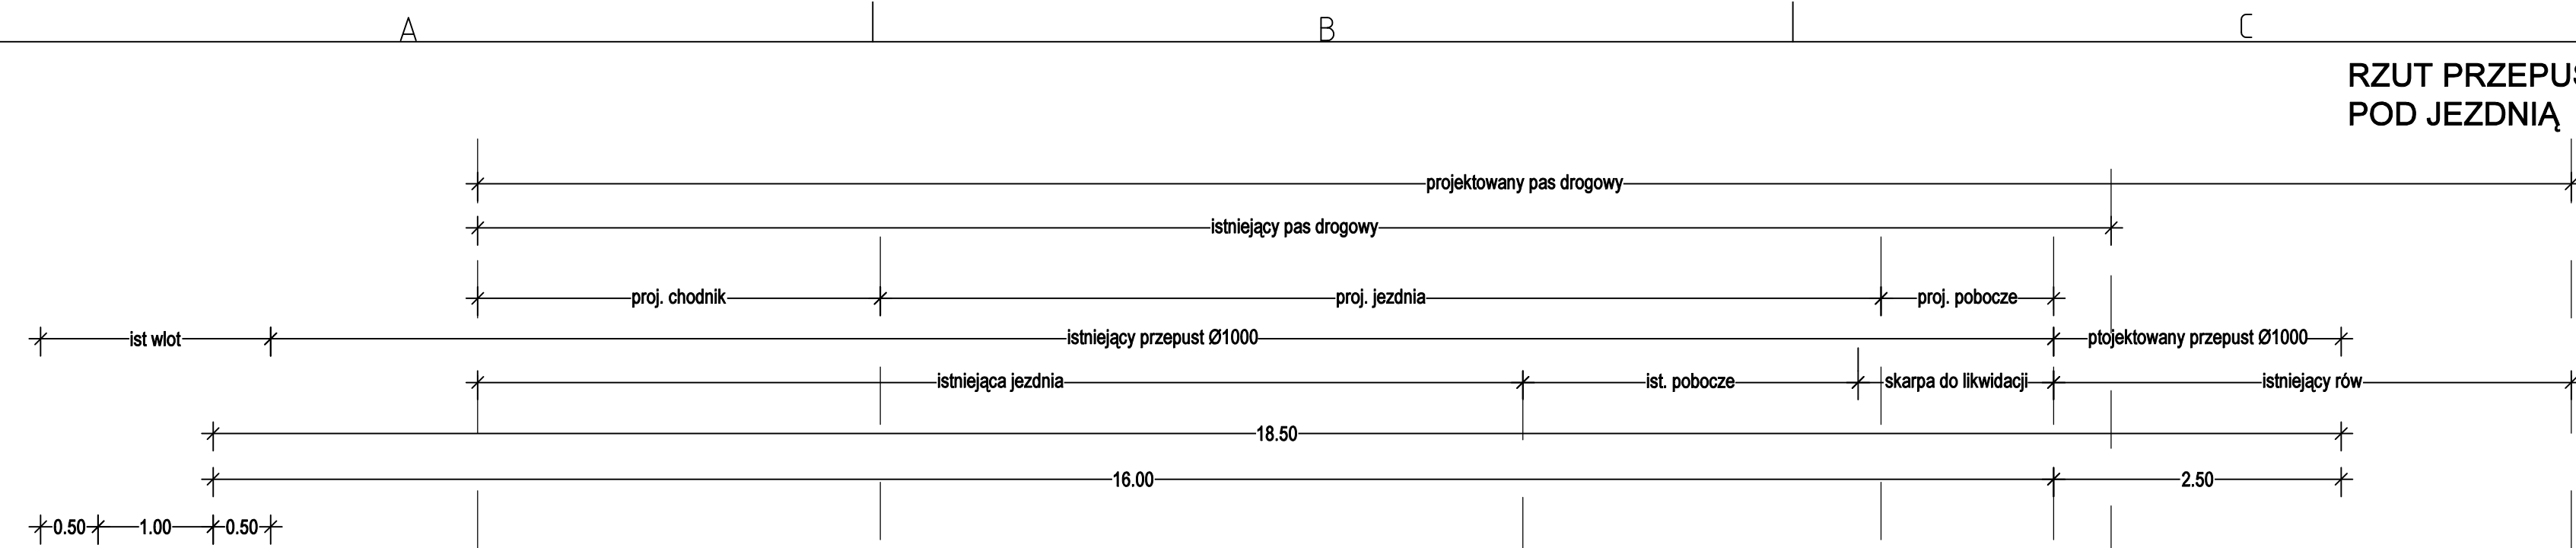 A B C
RZUT PRZEPUS
POD JEZDNIĄ
projektowany pas drogowy
istniejący pas drogowy
proj. chodnik proj. jezdnia proj. pobocze
ist wlot istniejący przepust Ø1000 ptojektowany przepust Ø1000
istniejąca jezdnia ist. pobocze skarpa do likwidacji istniejący rów
18.50
16.00 2.50
0.50 1.00 0.50